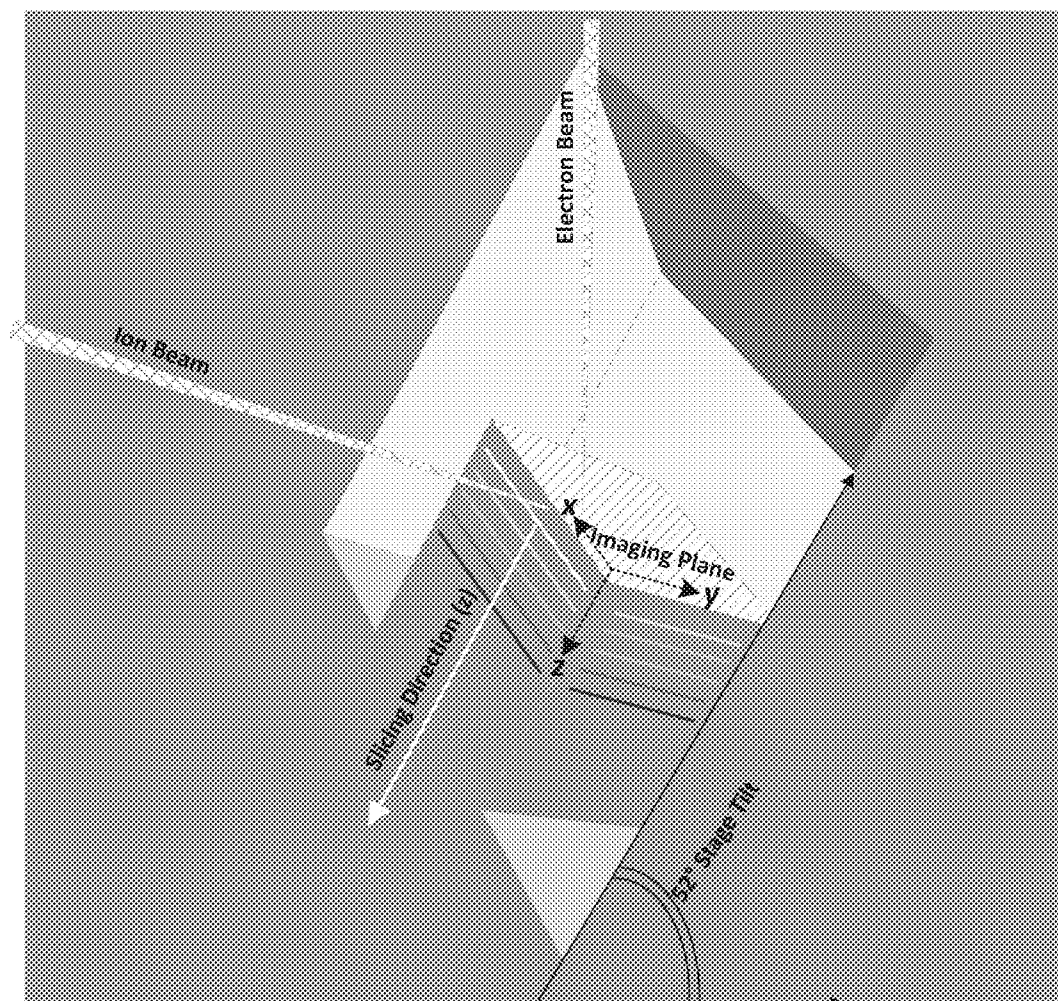 Electron Beam
Ion Beam
x
Imaging Plane
y
z
Slicing Direction (z)
52° Stage Tilt